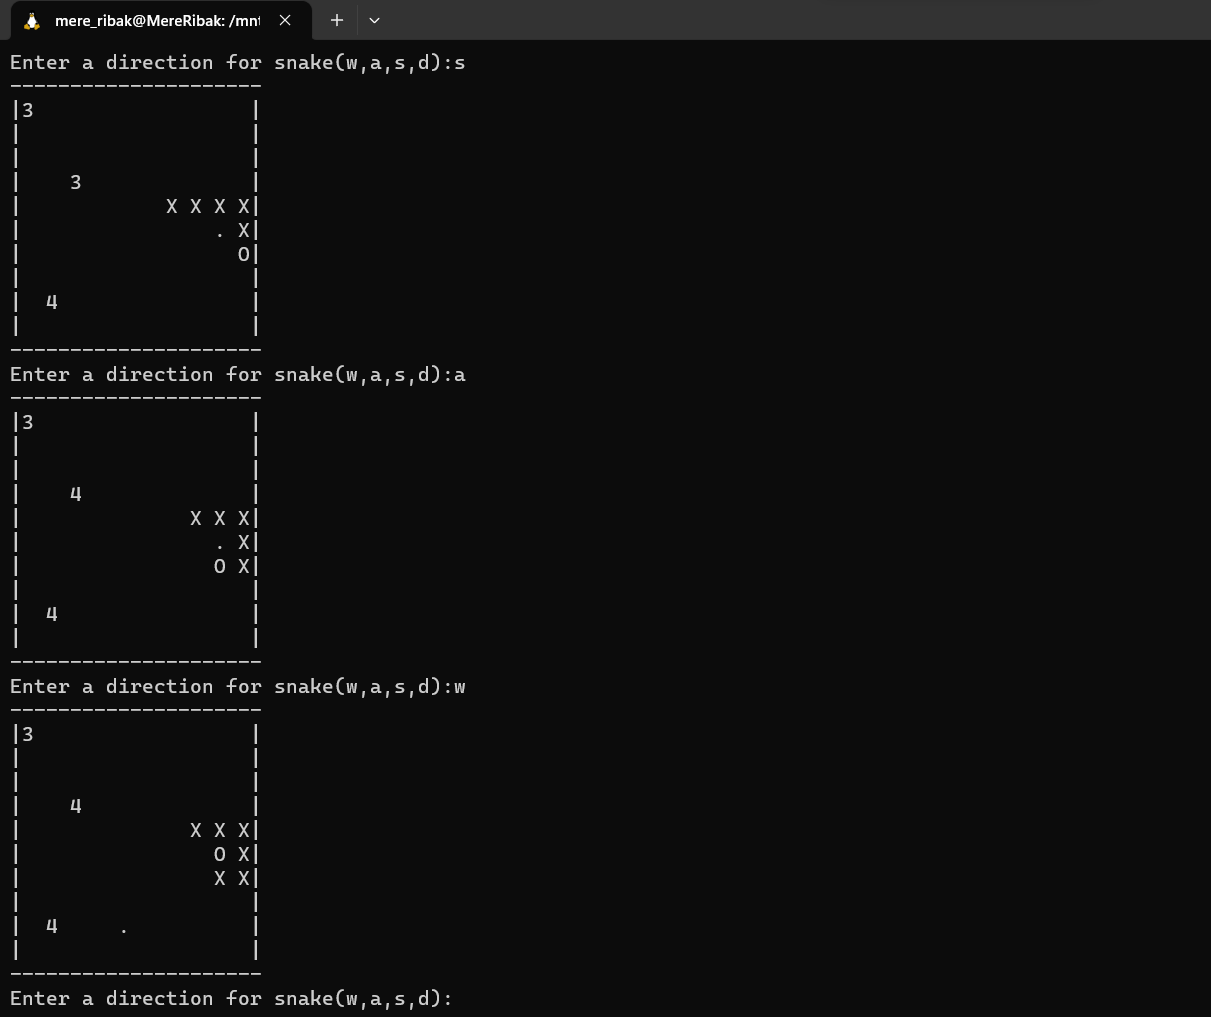 mere_ribak@MereRibak: /mnt
Enter a direction for snake(w,a,s,d):s
---------------------
|3                  |
|                   |
|                   |
|    3              |
|            X X X X|
|                . X|
|                  O|
|                   |
|  4                |
|                   |
---------------------
Enter a direction for snake(w,a,s,d):a
---------------------
|3                  |
|                   |
|                   |
|    4              |
|              X X X|
|                . X|
|                O X|
|                   |
|  4                |
|                   |
---------------------
Enter a direction for snake(w,a,s,d):w
---------------------
|3                  |
|                   |
|                   |
|    4              |
|              X X X|
|                O X|
|                X X|
|                   |
|  4     .          |
|                   |
---------------------
Enter a direction for snake(w,a,s,d):